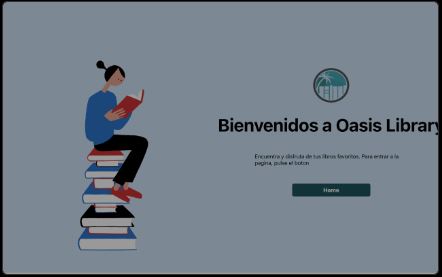 Bienvenidos a Oasis Library
Encuentra y disfruta de tus libros favoritos. Para entrar a la
pagina, pulse el boton
Home